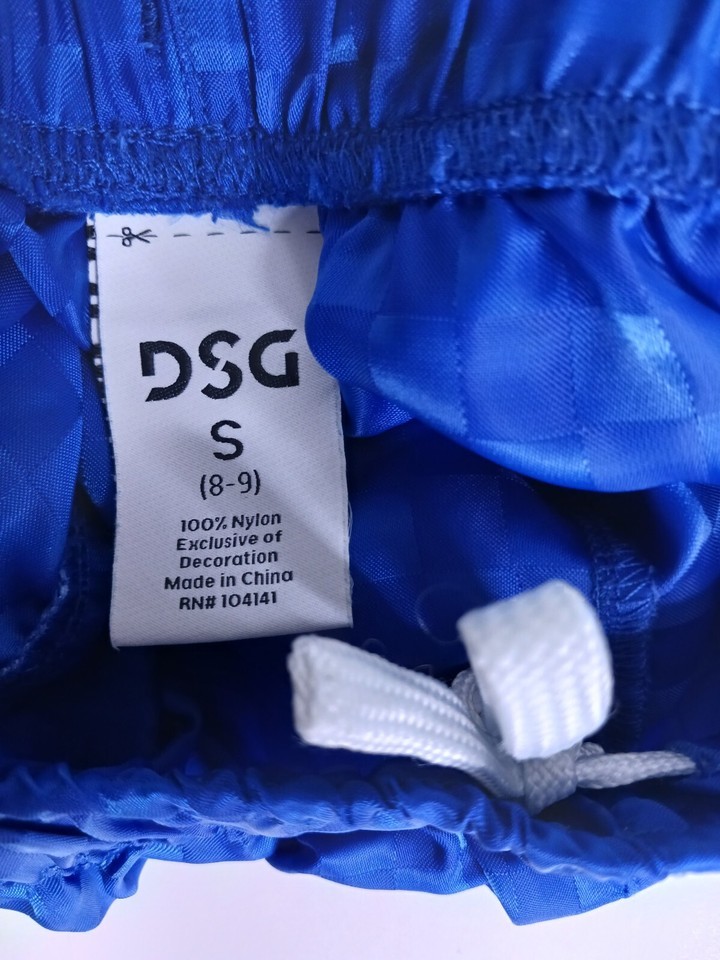 DSG
S
(8-9)
100% Nylon
Exclusive of
Decoration
Made in China
RN# 104141